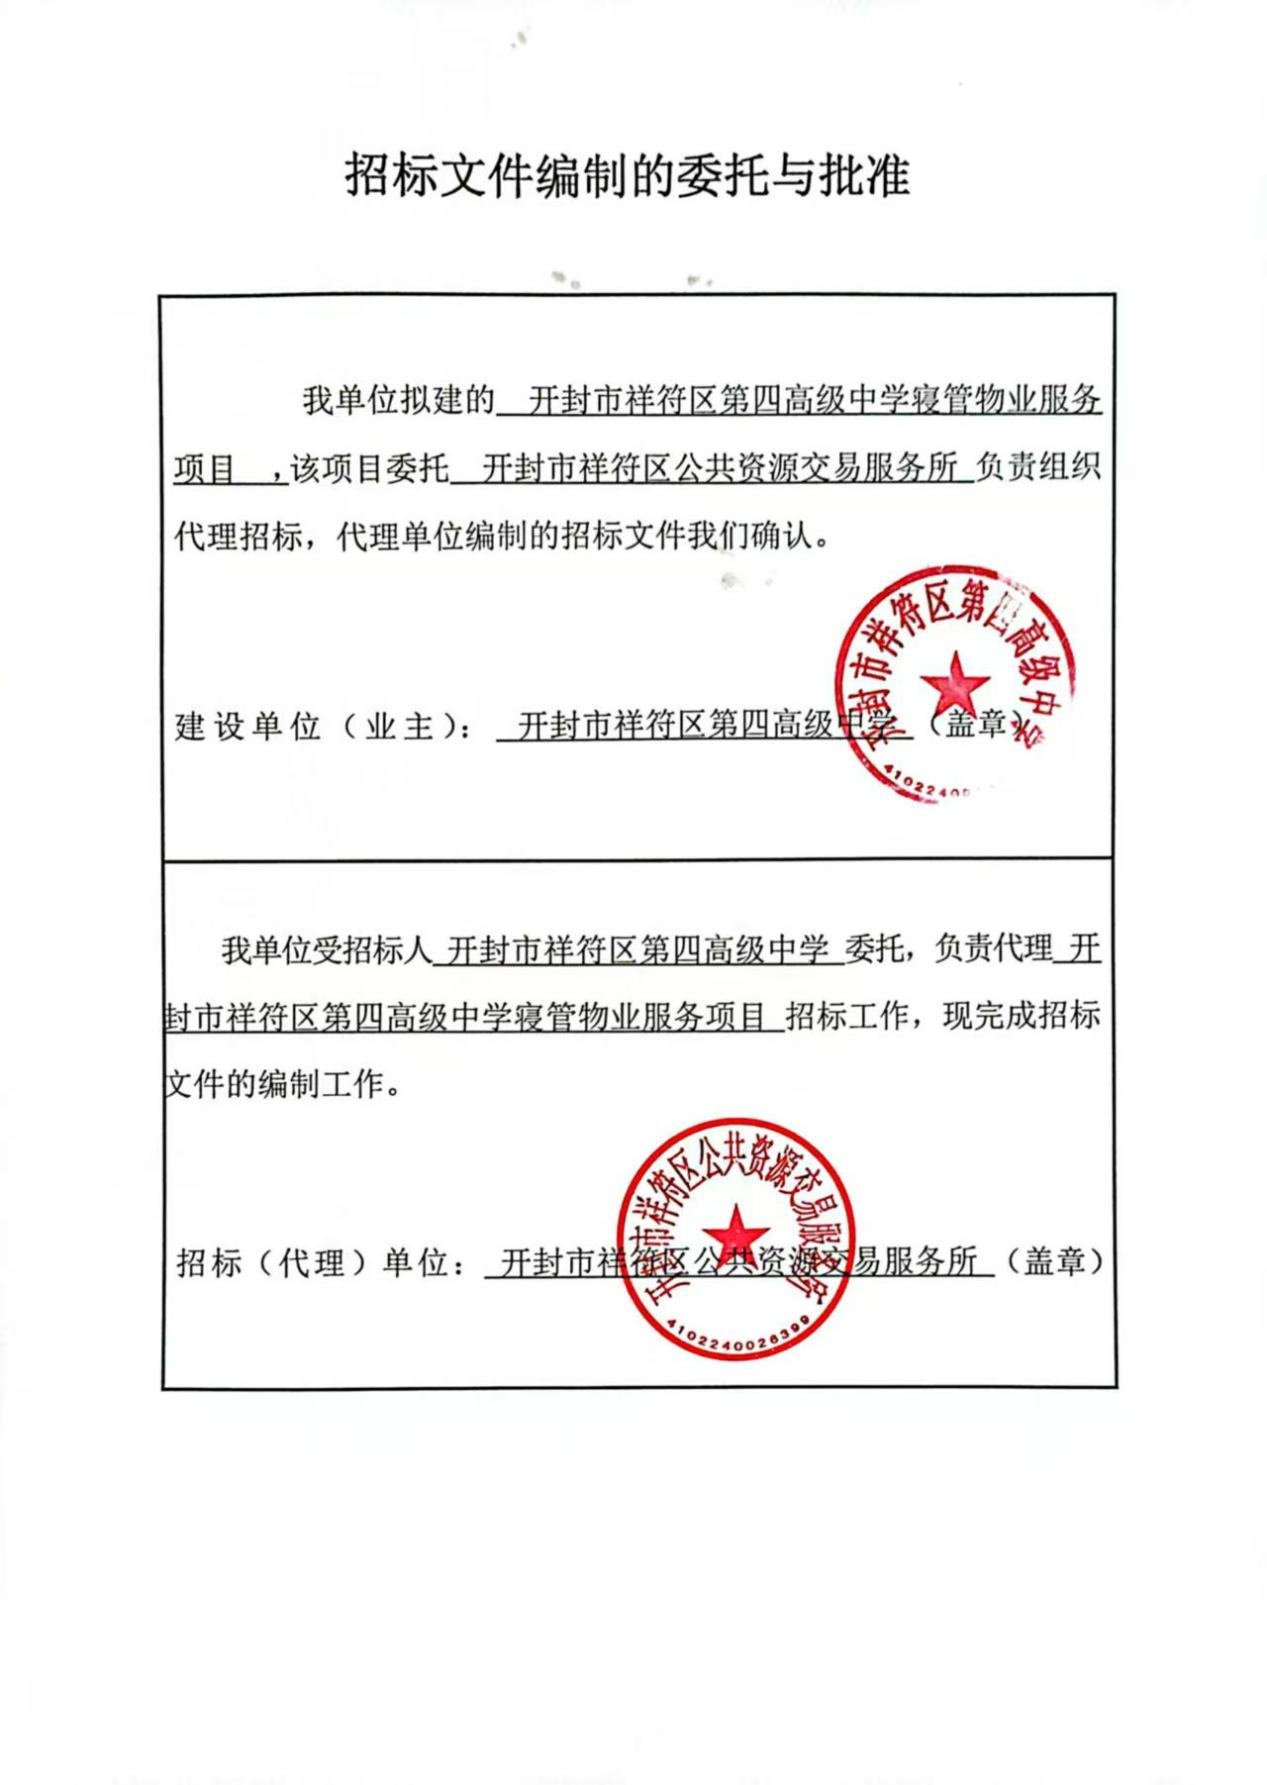 招标文件编制的委托与批准
我单位拟建的 开封市祥符区第四高级中学寝管物业服务
项目 ，该项目委托 开封市祥符区公共资源交易服务所 负责组织
代理招标，代理单位编制的招标文件我们确认。
开封市祥符区第四高级中学
建设单位（业主）： 开封市祥符区第四高级中学 （盖章）
我单位受招标人 开封市祥符区第四高级中学 委托，负责代理 开
封市祥符区第四高级中学寝管物业服务项目 招标工作，现完成招标
文件的编制工作。
开封市祥符区公共资源交易服务所
招标（代理）单位： 开封市祥符区公共资源交易服务所 （盖章）
4102240026399